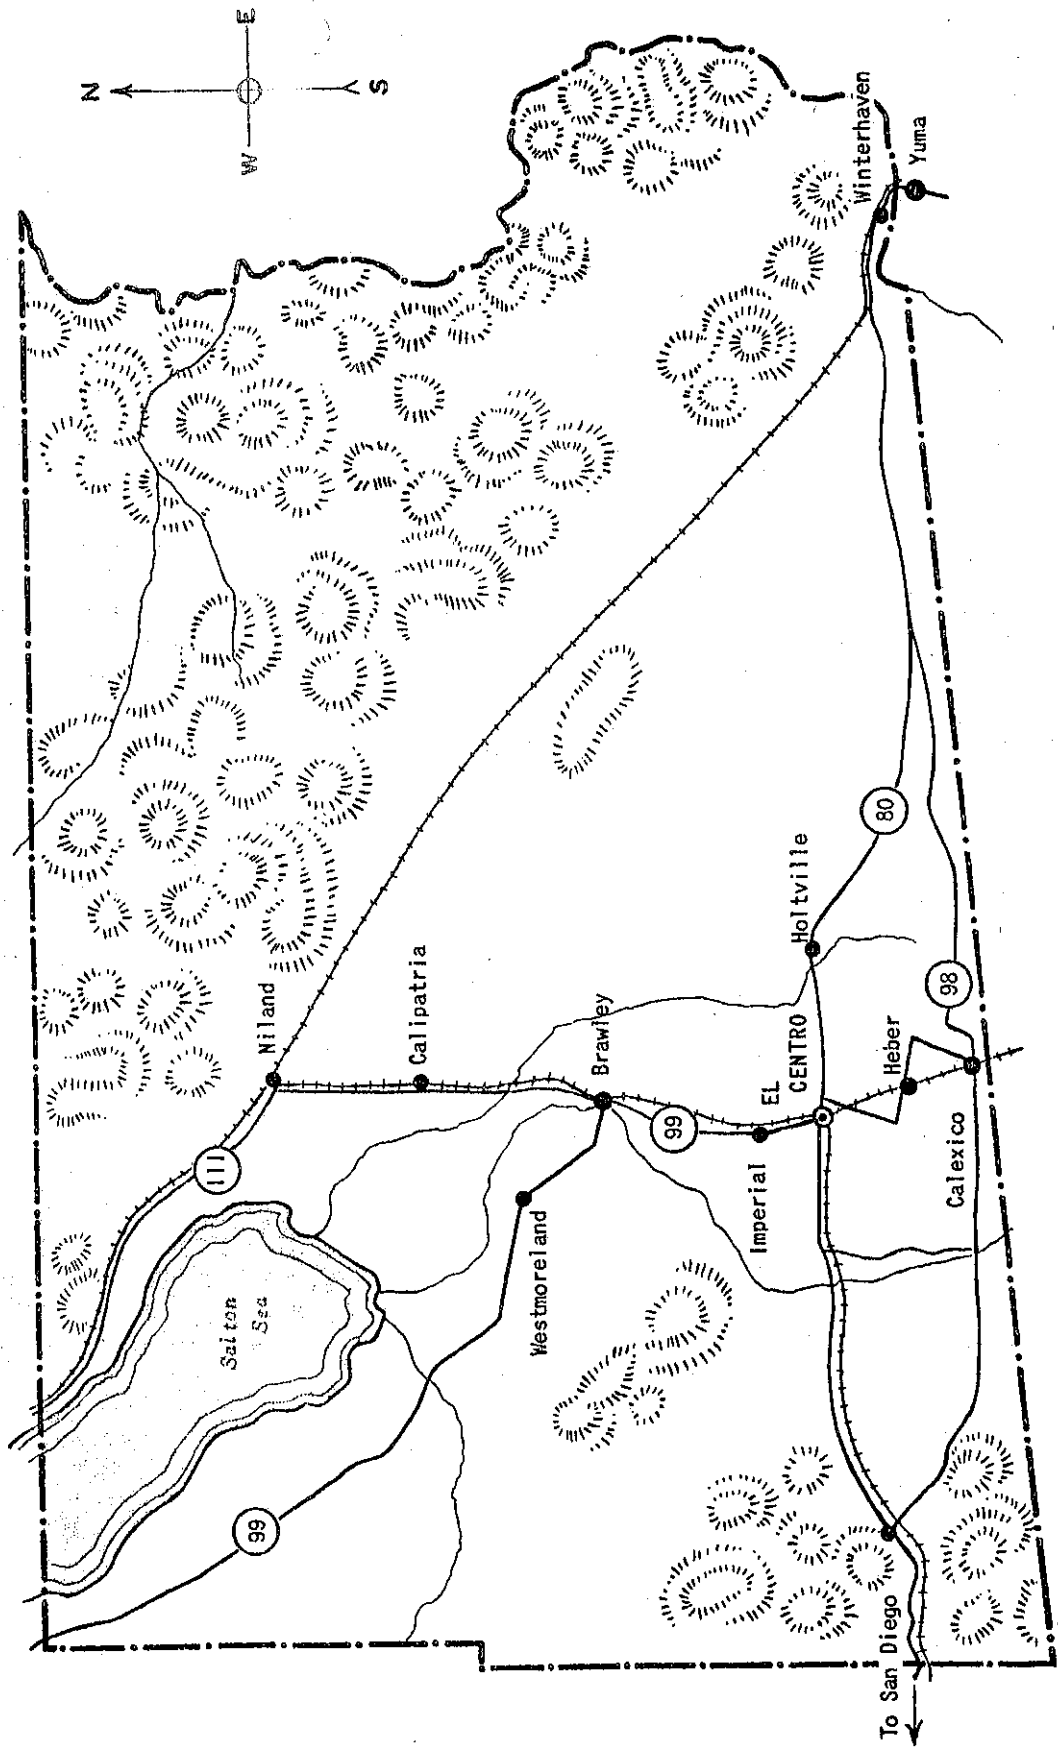 N
W
E
S
111
Niland
Salton
Sea
Calipatria
99
Westmoreland
Brawley
99
Imperial
EL
CENTRO
Holtville
80
Winterhaven
Yuma
Heber
Calexico
98
To San Diego